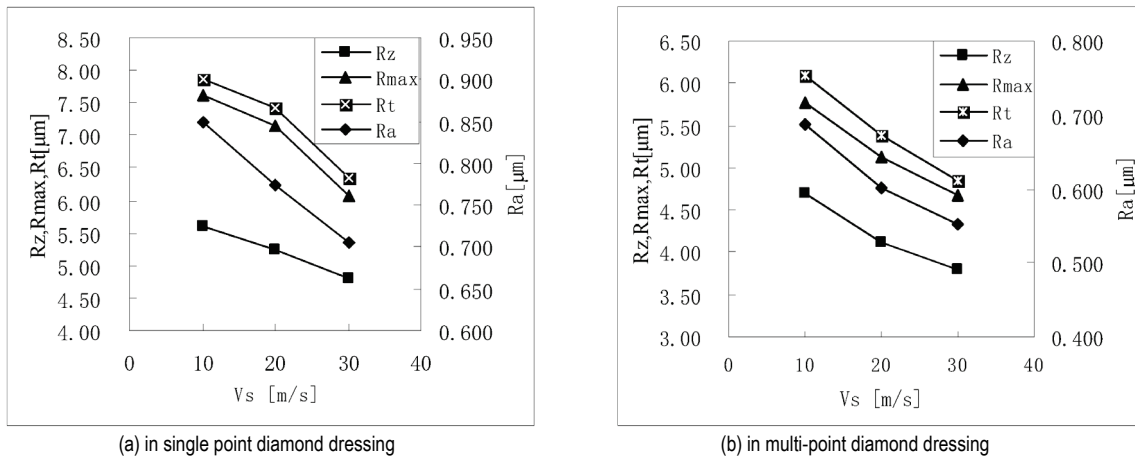 8.50
8.00
7.50
7.00
6.50
6.00
5.50
5.00
4.50
4.00
Rz,Rmax,Rt[μm]
0.950
0.900
0.850
0.800
0.750
0.700
0.650
0.600
Ra[μm]
Rz
Rmax
Rt
Ra
0 10 20 30 40
Vs [m/s]
(a) in single point diamond dressing
6.50
6.00
5.50
5.00
4.50
4.00
3.50
3.00
Rz,Rmax,Rt[μm]
0.800
0.700
0.600
0.500
0.400
Ra[μm]
Rz
Rmax
Rt
Ra
0 10 20 30 40
Vs [m/s]
(b) in multi-point diamond dressing